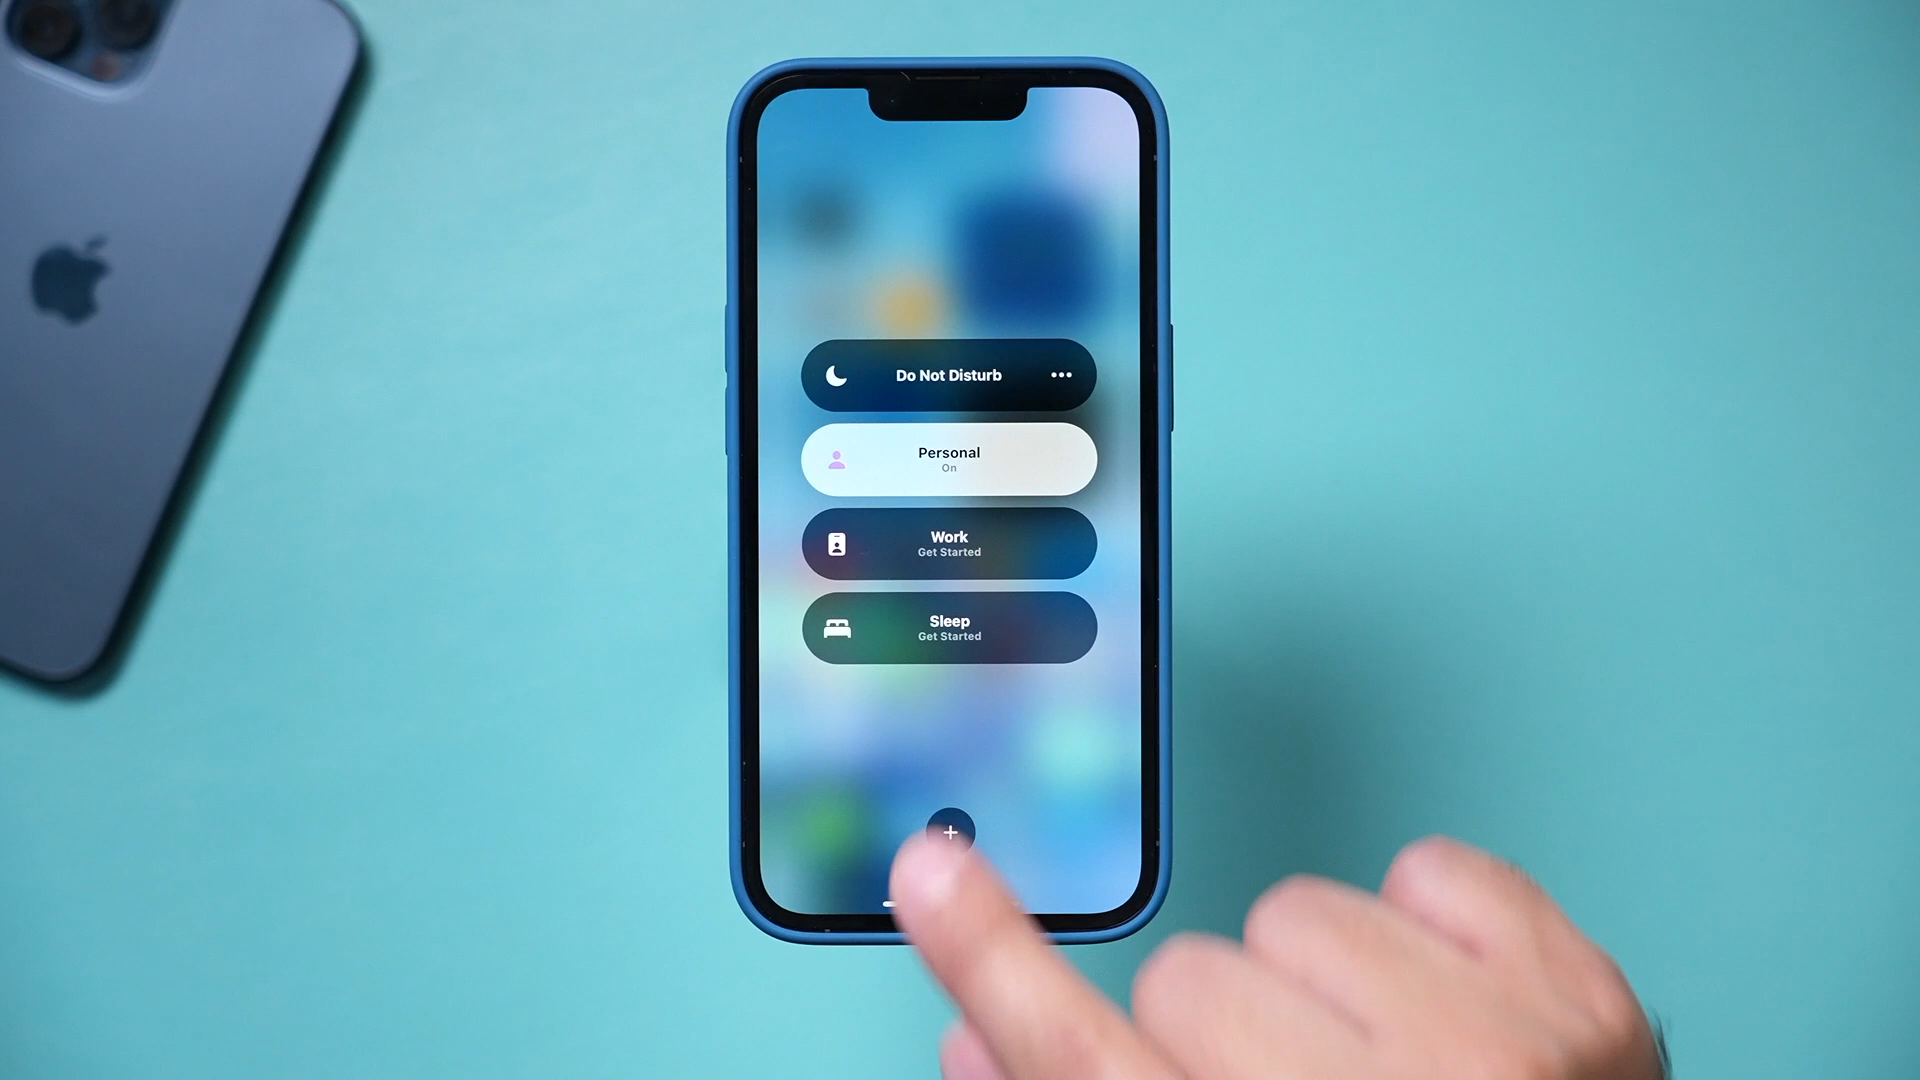 Do Not Disturb
Personal
On
Work
Get Started
Sleep
Get Started